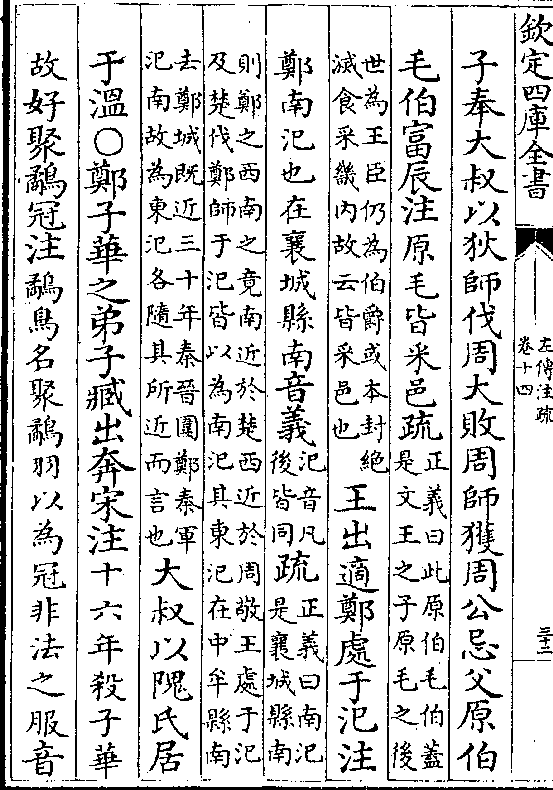 欽定四庫全書
左傳注疏
卷十四
三十二
子奉大叔以狄師伐周大敗周師獲周公忌父原伯
毛伯富辰注原毛皆采邑疏
正義曰此原伯毛伯蓋
是文王之子原毛之後
世為王臣仍為伯爵或本封絶
滅食采畿内故云皆采邑也
王出適鄭處于氾注
鄭南氾也在襄城縣南音義
氾音凡
後皆同
疏
正義曰南氾
是襄城縣南
則鄭之西南之竟南近於楚西近於周敬王處于氾
及楚伐鄭師于氾皆以為南氾其東氾在中牟縣南
去鄭城既近三十年秦晉圍鄭秦軍
氾南故為東氾各隨其所近而言也
大叔以隗氏居
于溫○鄭子華之弟子臧出奔宋注十六年殺子華
故好聚鷸冠注鷸鳥名聚鷸羽以為冠非法之服音